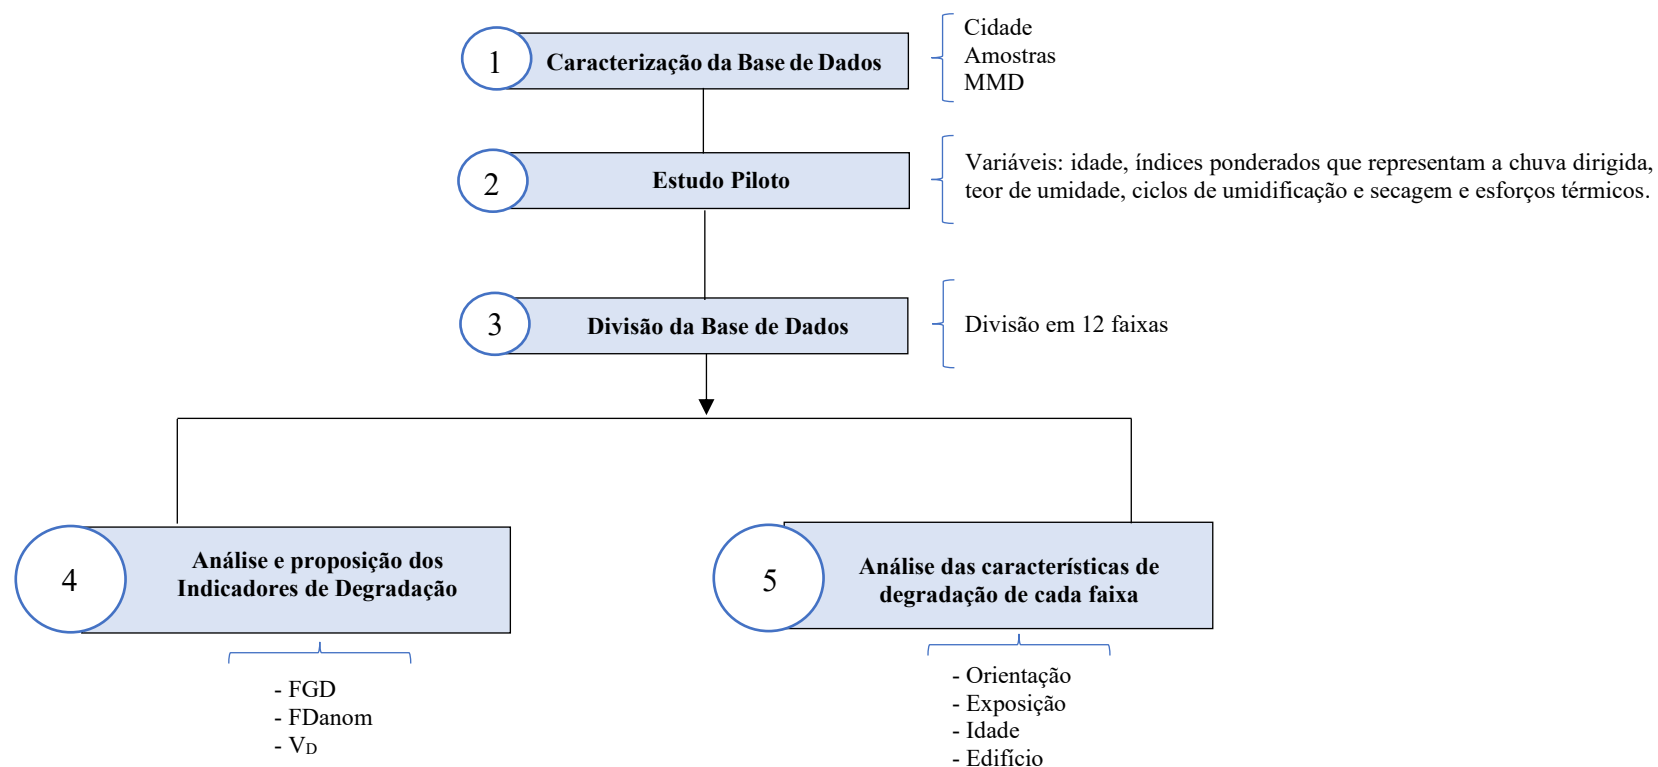 1
Caracterização da Base de Dados
Cidade
Amostras
MMD
2
Estudo Piloto
Variáveis: idade, índices ponderados que representam a chuva dirigida,
teor de umidade, ciclos de umidificação e secagem e esforços térmicos.
3
Divisão da Base de Dados
Divisão em 12 faixas
4
Análise e proposição dos
Indicadores de Degradação
- FGD
- FDanom
- VD
5
Análise das características de
degradação de cada faixa
- Orientação
- Exposição
- Idade
- Edifício